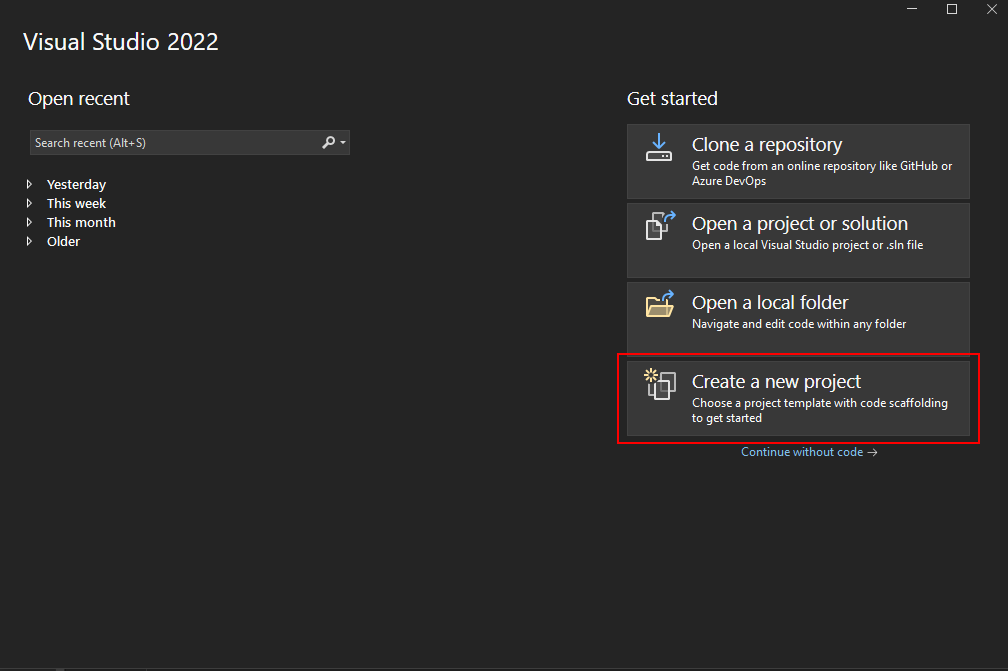 Visual Studio 2022
Open recent
Search recent (Alt+S)
Yesterday
This week
This month
Older
Get started
Clone a repository
Get code from an online repository like GitHub or
Azure DevOps
Open a project or solution
Open a local Visual Studio project or .sln file
Open a local folder
Navigate and edit code within any folder
Create a new project
Choose a project template with code scaffolding
to get started
Continue without code →